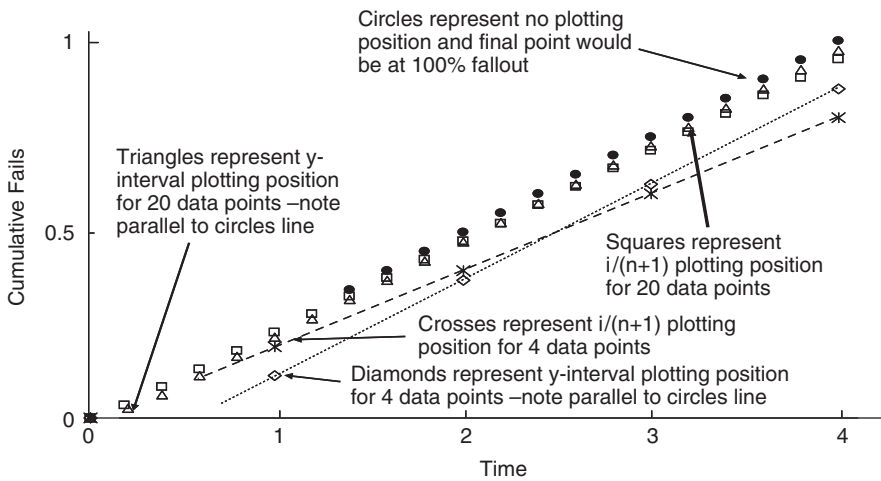 Circles represent no plotting
position and final point would
be at 100% fallout
1
Triangles represent y-
interval plotting position
for 20 data points –note
parallel to circles line
Cumulative Fails
0.5
Squares represent
i/(n+1) plotting position
for 20 data points
Crosses represent i/(n+1) plotting
position for 4 data points
Diamonds represent y-interval plotting position
for 4 data points –note parallel to circles line
0
0
1
2
3
4
Time